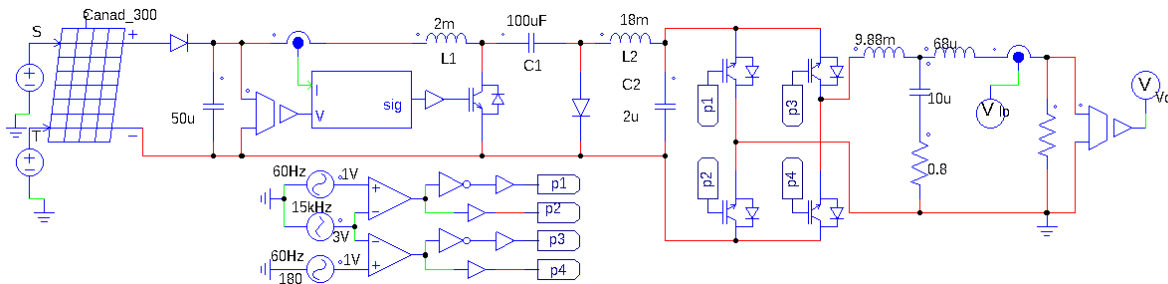 Canad_300
S
+
T
−
50u
I
V
sig
2m
L1
100uF
C1
18m
L2
C2
2u
p1
p3
p2
p4
9.88m
68u
10u
0.8
V
Ip
V
60Hz
1V
15kHz
3V
60Hz
1V
180
+
−
−
+
p1
p2
p3
p4